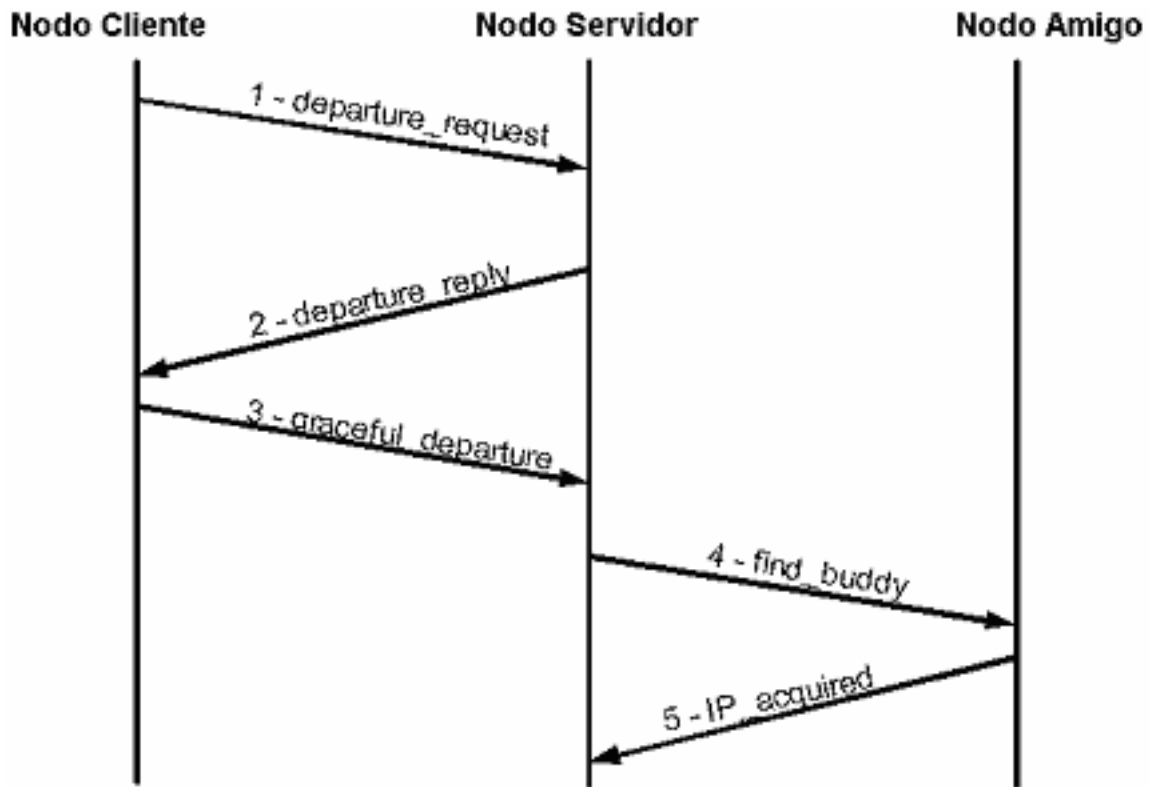 Nodo Cliente
Nodo Servidor
Nodo Amigo
1 - departure_request
2 - departure_reply
3 - graceful_departure
4 - find_buddy
5 - IP_acquired